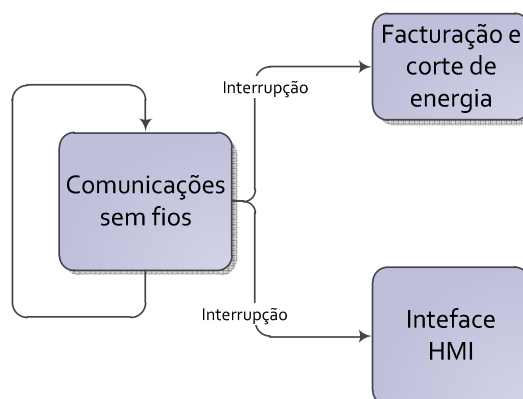 Facturação e
corte de
energia
Interrupção
Comunicações
sem fios
Interrupção
Inteface
HMI